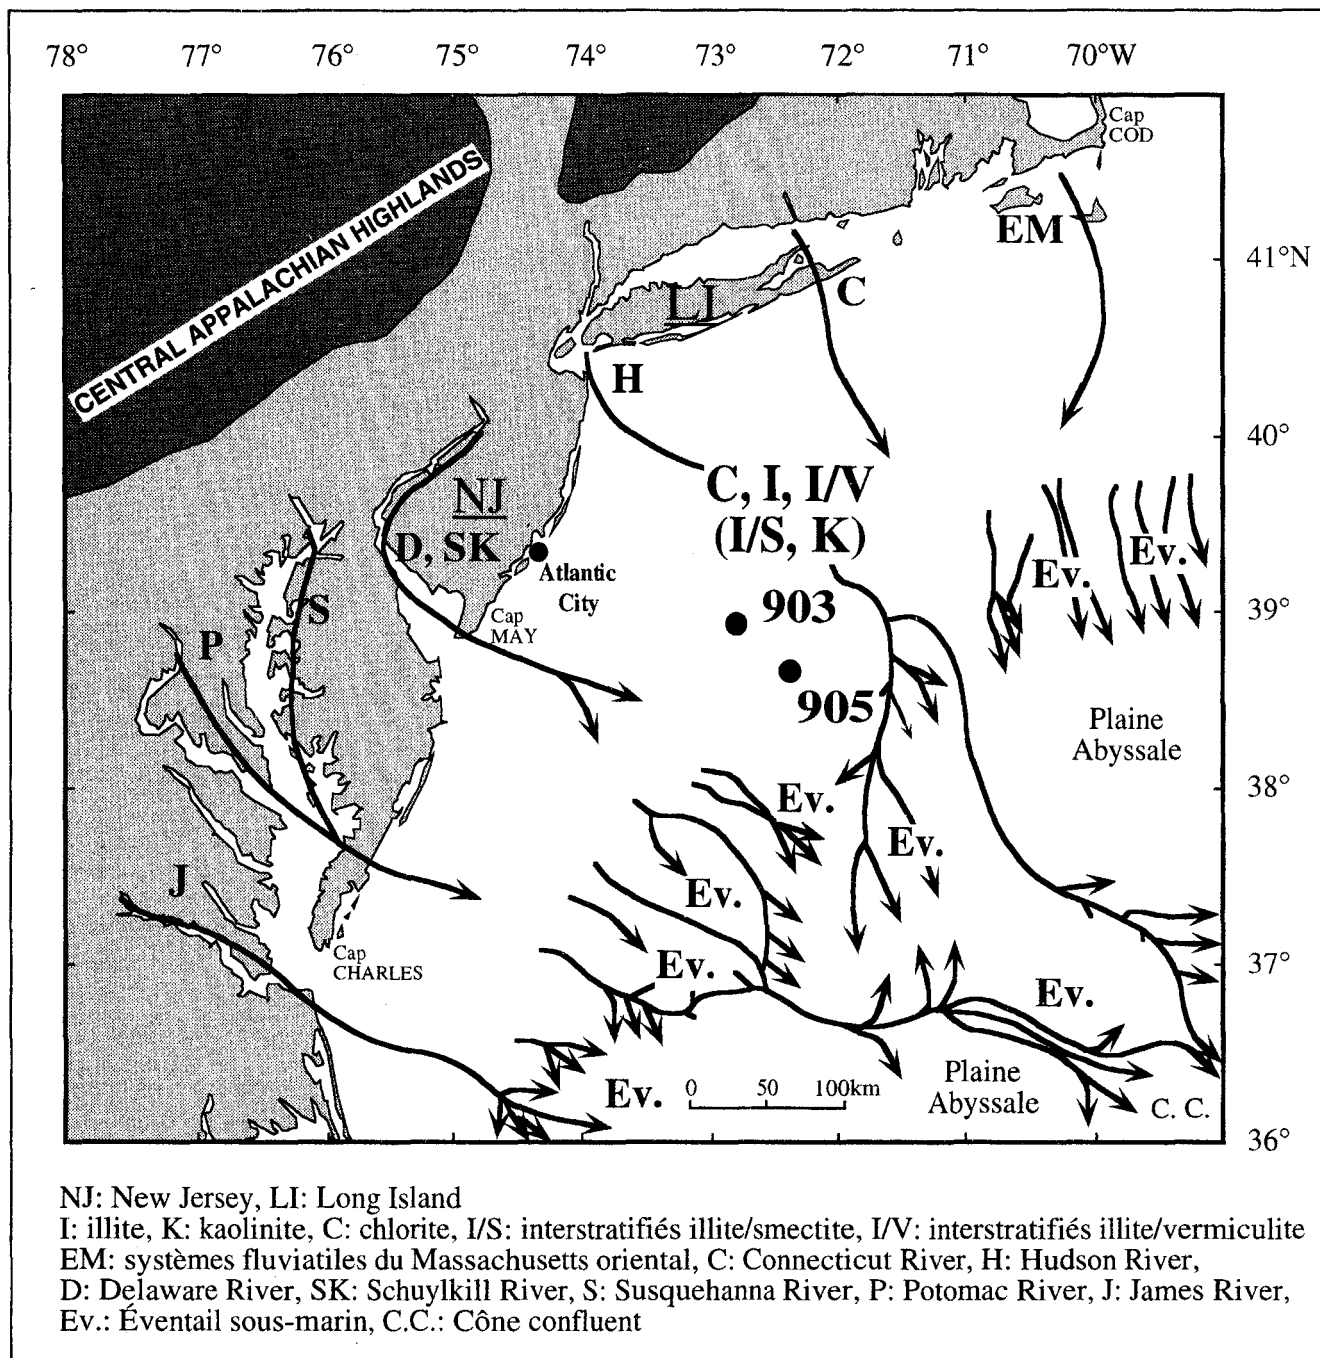 78° 77° 76° 75° 74° 73° 72° 71° 70°W
Cap
COD
CENTRAL APPALACHIAN HIGHLANDS
EM
41°N
C
LI
H
40°
C, I, I/V
(I/S, K)
NJ
D, SK
Ev.
Ev.
Atlantic
City
39°
903
S
Cap
MAY
P
905
Plaine
Abyssale
38°
Ev.
Ev.
J
Ev.
Cap
CHARLES
37°
Ev.
Ev.
Plaine
Abyssale
Ev.
0 50 100km
C. C.
36°
NJ: New Jersey, LI: Long Island
I: illite, K: kaolinite, C: chlorite, I/S: interstratifiés illite/smectite, I/V: interstratifiés illite/vermiculite
EM: systèmes fluviatiles du Massachusetts oriental, C: Connecticut River, H: Hudson River,
D: Delaware River, SK: Schuylkill River, S: Susquehanna River, P: Potomac River, J: James River,
Ev.: Éventail sous-marin, C.C.: Cône confluent